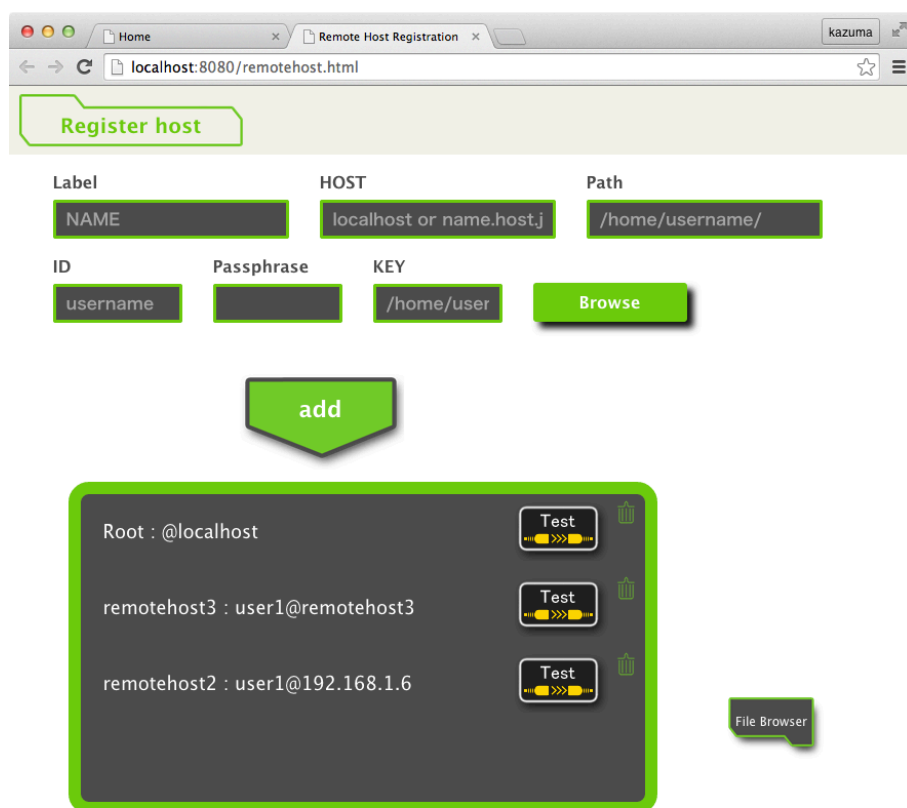 Home × Remote Host Registration × kazuma
localhost:8080/remotehost.html
Register host
Label HOST Path
NAME localhost or name.host.j /home/username/
ID Passphrase KEY
username /home/user Browse
add
Root : @localhost Test
remotehost3 : user1@remotehost3 Test
remotehost2 : user1@192.168.1.6 Test
File Browser